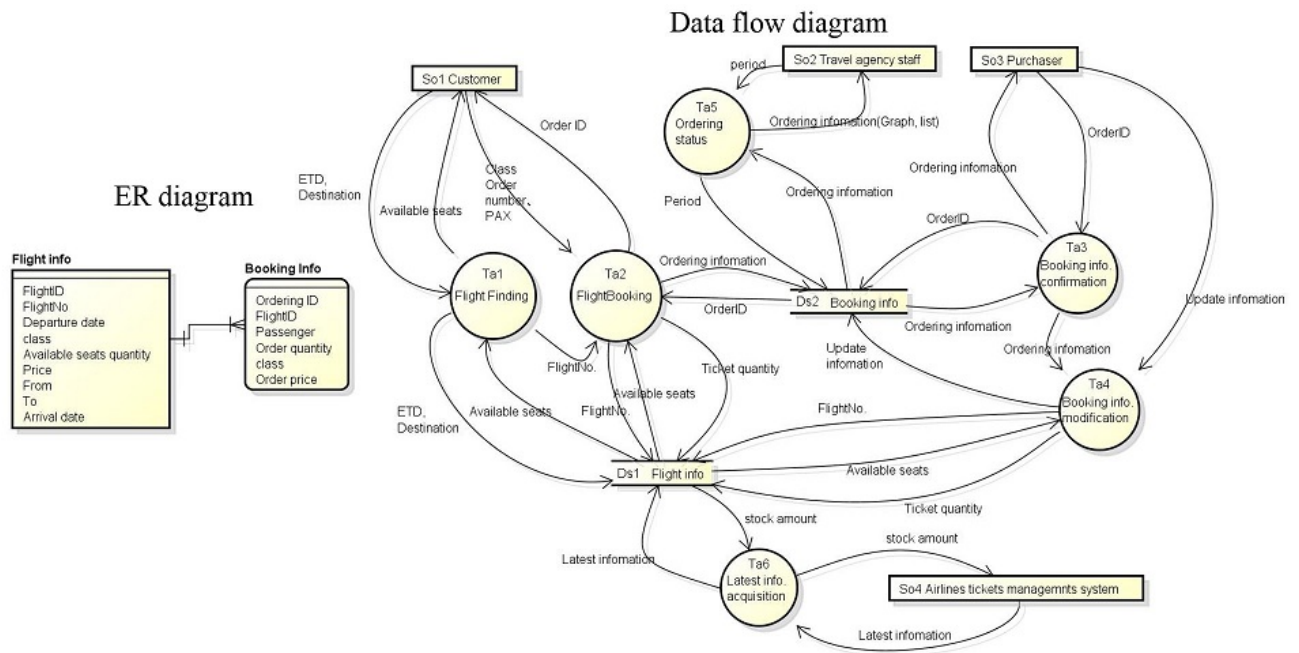 Data flow diagram
ER diagram
Flight info
FlightID
FlightNo
Departure date
class
Available seats quantity
Price
From
To
Arrival date
Booking Info
Ordering ID
FlightID
Passenger
Order quantity
class
Order price
So1 Customer
So2 Travel agency staff
So3 Purchaser
period
Ta5
Ordering
status
Ordering infomation(Graph, list)
Order ID
OrderID
Class
Order
number、
PAX
ETD,
Destination
Available seats
Period
Ordering infomation
Ordering infomation
OrderID
Ta1
Flight Finding
Ta2
FlightBooking
Ordering infomation
OrderID
Ds2 Booking info
Ta3
Booking info.
confirmation
Ordering infomation
Update infomation
Ordering infomation
FlightNo.
Ticket quantity
Update
infomation
Ta4
Booking info.
modification
ETD,
Destination
Available seats
Available seats
FlightNo.
FlightNo.
Ds1 Flight info
Available seats
Ticket quantity
stock amount
Latest infomation
Ta6
Latest info.
acquisition
stock amount
So4 Airlines tickets managemnts system
Latest infomation